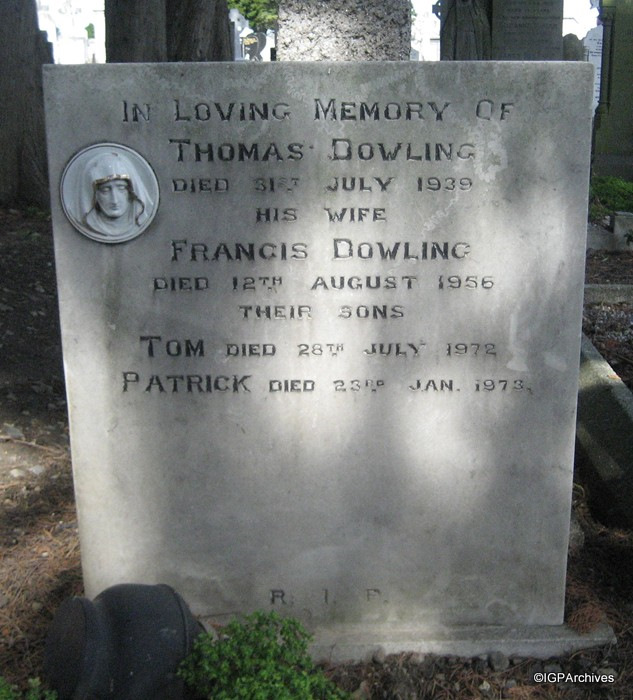 In Loving Memory Of
Thomas Dowling
DIED 31ST JULY 1939
HIS WIFE
Francis Dowling
DIED 12TH AUGUST 1956
THEIR SONS
TOM DIED 28TH JULY 1972
PATRICK DIED 23RD JAN. 1973.
R. I. P.
©IGPArchives